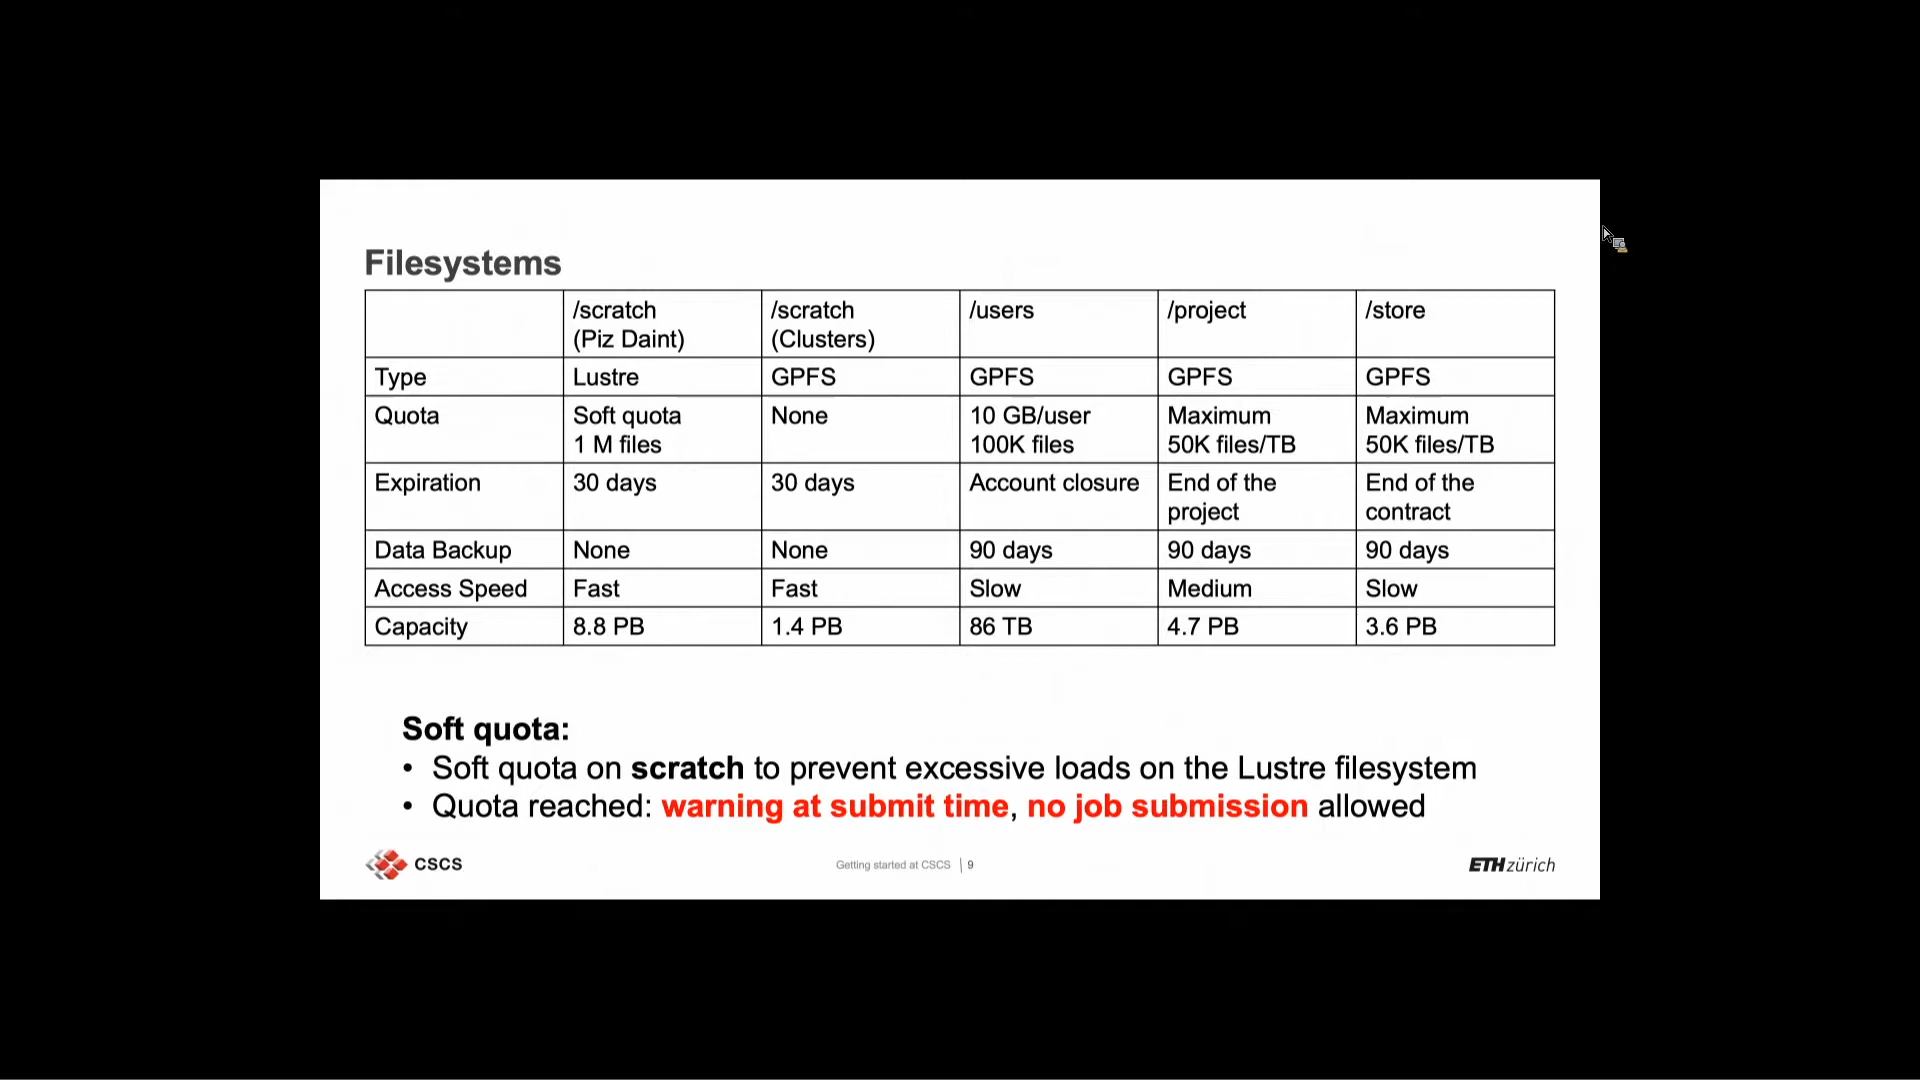 Filesystems
/scratch (Piz Daint) /scratch (Clusters) /users /project /store
Type Lustre GPFS GPFS GPFS GPFS
Quota Soft quota 1 M files None 10 GB/user 100K files Maximum 50K files/TB Maximum 50K files/TB
Expiration 30 days 30 days Account closure End of the project End of the contract
Data Backup None None 90 days 90 days 90 days
Access Speed Fast Fast Slow Medium Slow
Capacity 8.8 PB 1.4 PB 86 TB 4.7 PB 3.6 PB
Soft quota:
• Soft quota on scratch to prevent excessive loads on the Lustre filesystem
• Quota reached: warning at submit time, no job submission allowed
CSCS
Getting started at CSCS | 9
ETH zürich